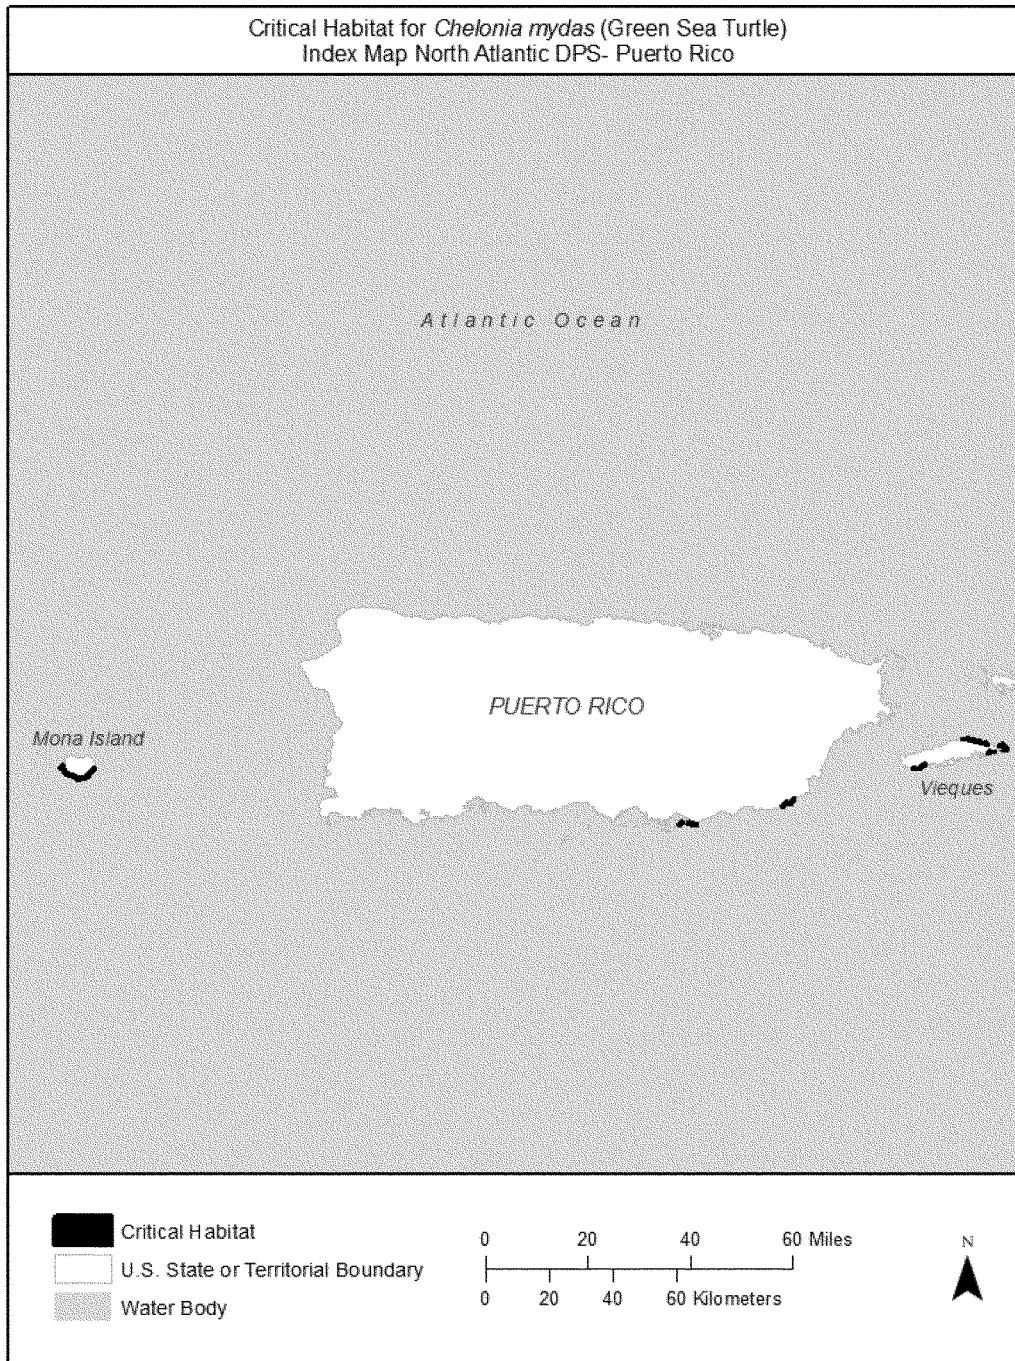 Critical Habitat for Chelonia mydas (Green Sea Turtle)
Index Map North Atlantic DPS- Puerto Rico
Atlantic Ocean
PUERTO RICO
Mona Island
Vieques
Critical Habitat
U.S. State or Territorial Boundary
Water Body
0 20 40 60 Miles
0 20 40 60 Kilometers
N